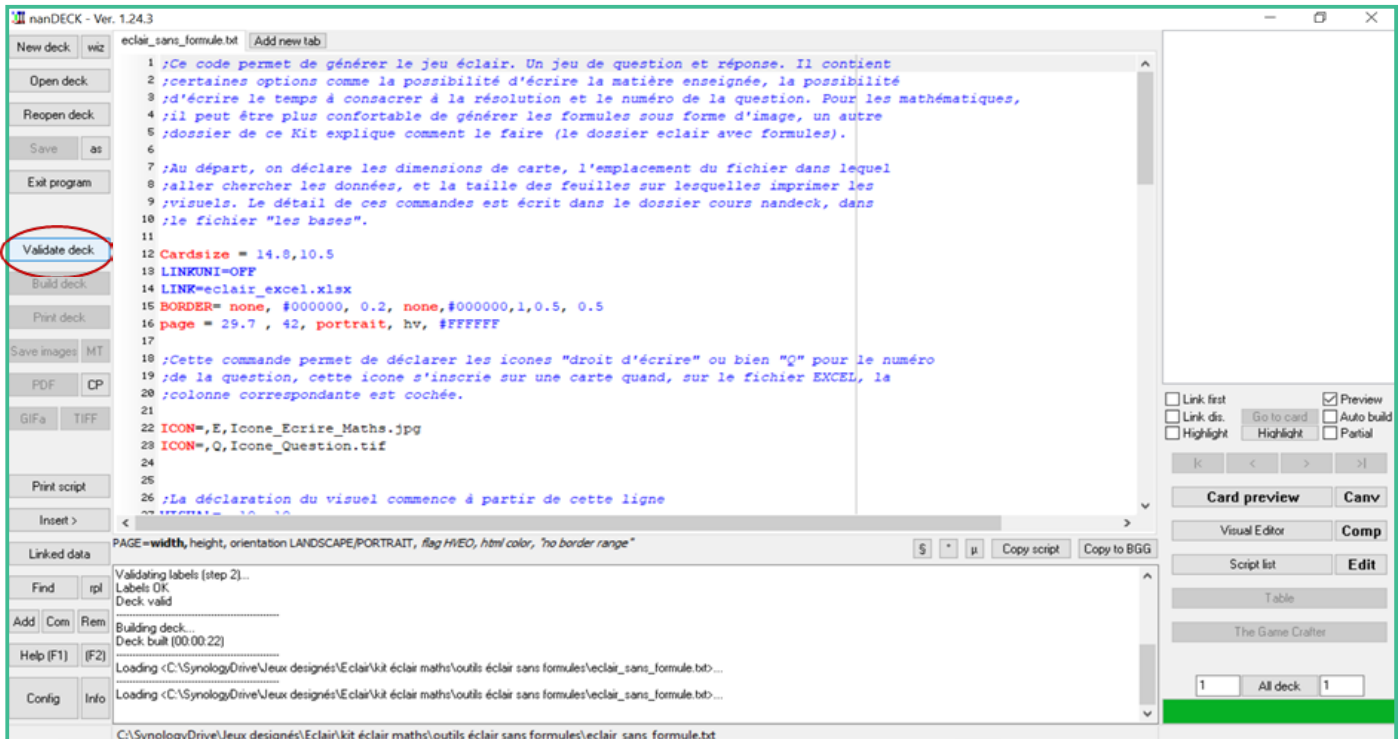 nanDECK - Ver. 1.24.3
New deck wiz
Open deck
Reopen deck
Save as
Exit program
Validate deck
Build deck
Print deck
Save images MT
PDF CP
GIFa TIFF
Print script
Insert >
Linked data
Find rpl
Add Com Rem
Help (F1) (F2)
Config Info
eclair_sans_formule.txt Add new tab
1 ;Ce code permet de générer le jeu éclair. Un jeu de question et réponse. Il contient
2 ;certaines options comme la possibilité d'écrire la matière enseignée, la possibilité
3 ;d'écrire le temps à consacrer à la résolution et le numéro de la question. Pour les mathématiques,
4 ;il peut être plus confortable de générer les formules sous forme d'image, un autre
5 ;dossier de ce Kit explique comment le faire (le dossier eclair avec formules).
6
7 ;Au départ, on déclare les dimensions de carte, l'emplacement du fichier dans lequel
8 ;aller chercher les données, et la taille des feuilles sur lesquelles imprimer les
9 ;visuels. Le détail de ces commandes est écrit dans le dossier cours nandeck, dans
10 ;le fichier "les bases".
11
12 Cardsize = 14.8,10.5
13 LINKUNI=OFF
14 LINK=eclair_excel.xlsx
15 BORDER= none, #000000, 0.2, none,#000000,1,0.5, 0.5
16 page = 29.7 , 42, portrait, hv, #FFFFFF
17
18 ;Cette commande permet de déclarer les icones "droit d'écrire" ou bien "Q" pour le numéro
19 ;de la question, cette icone s'inscrie sur une carte quand, sur le fichier EXCEL, la
20 ;colonne correspondante est cochée.
21
22 ICON=,E,Icone_Ecrire_Maths.jpg
23 ICON=,Q,Icone_Question.tif
24
25
26 ;La déclaration du visuel commence à partir de cette ligne
PAGE=width, height, orientation LANDSCAPE/PORTRAIT, flag HVEO, html color, "no border range"
§ " µ Copy script Copy to BGG
Validating labels (step 2)...
Labels OK
Deck valid
Building deck...
Deck built (00:00:22)
Loading <C:\SynologyDrive\Jeux designés\Eclair\kit éclair maths\outils éclair sans formules\eclair_sans_formule.txt>...
Loading <C:\SynologyDrive\Jeux designés\Eclair\kit éclair maths\outils éclair sans formules\eclair_sans_formule.txt>...
C:\SynologyDrive\Jeux designés\Eclair\kit éclair maths\outils éclair sans formules\eclair_sans_formule.txt
Link first Preview
Link dis. Go to card Auto build
Highlight Highlight Partial
|< < > >|
Card preview Canv
Visual Editor Comp
Script list Edit
Table
The Game Crafter
1 All deck 1